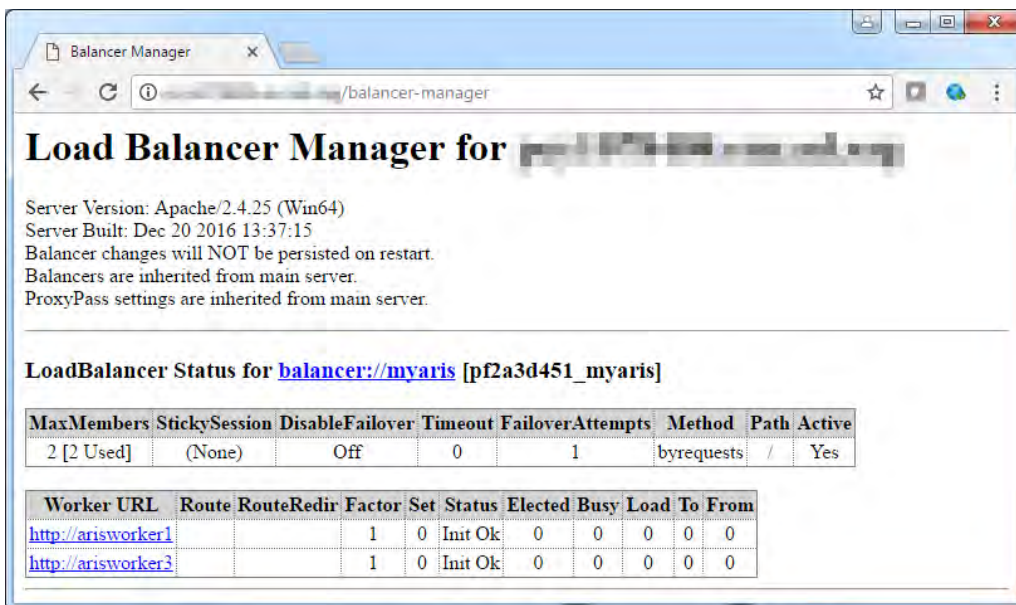 Balancer Manager
/balancer-manager
Load Balancer Manager for
Server Version: Apache/2.4.25 (Win64)
Server Built: Dec 20 2016 13:37:15
Balancer changes will NOT be persisted on restart.
Balancers are inherited from main server.
ProxyPass settings are inherited from main server.
LoadBalancer Status for balancer://myaris [pf2a3d451_myaris]
MaxMembers StickySession DisableFailover Timeout FailoverAttempts Method Path Active
2 [2 Used] (None) Off 0 1 byrequests / Yes
Worker URL Route RouteRedir Factor Set Status Elected Busy Load To From
http://arisworker1 1 0 Init Ok 0 0 0 0 0
http://arisworker3 1 0 Init Ok 0 0 0 0 0